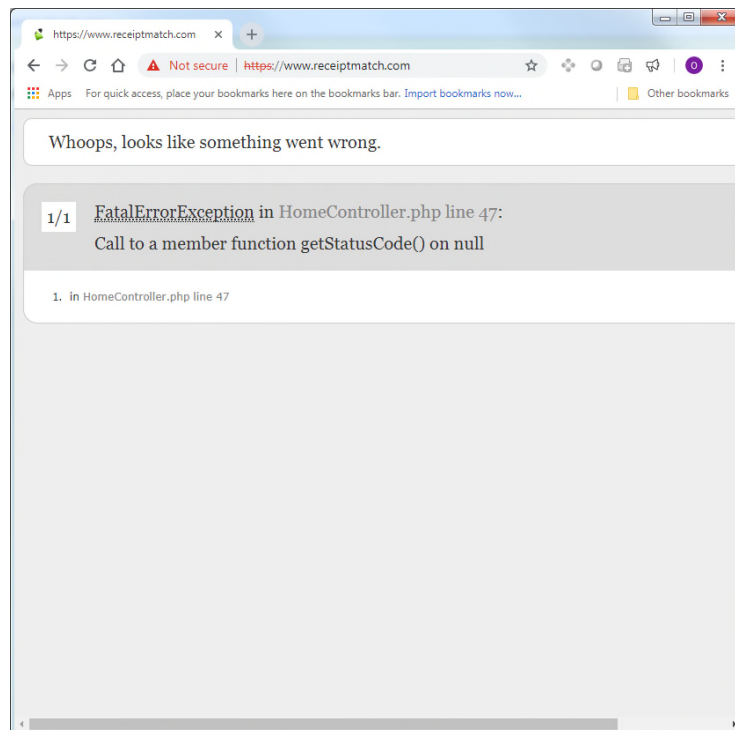 https://www.receiptmatch.com
Not secure | https://www.receiptmatch.com
O
Apps For quick access, place your bookmarks here on the bookmarks bar. Import bookmarks now... Other bookmarks
Whoops, looks like something went wrong.
1/1
FatalErrorException in HomeController.php line 47:
Call to a member function getStatusCode() on null
1. in HomeController.php line 47